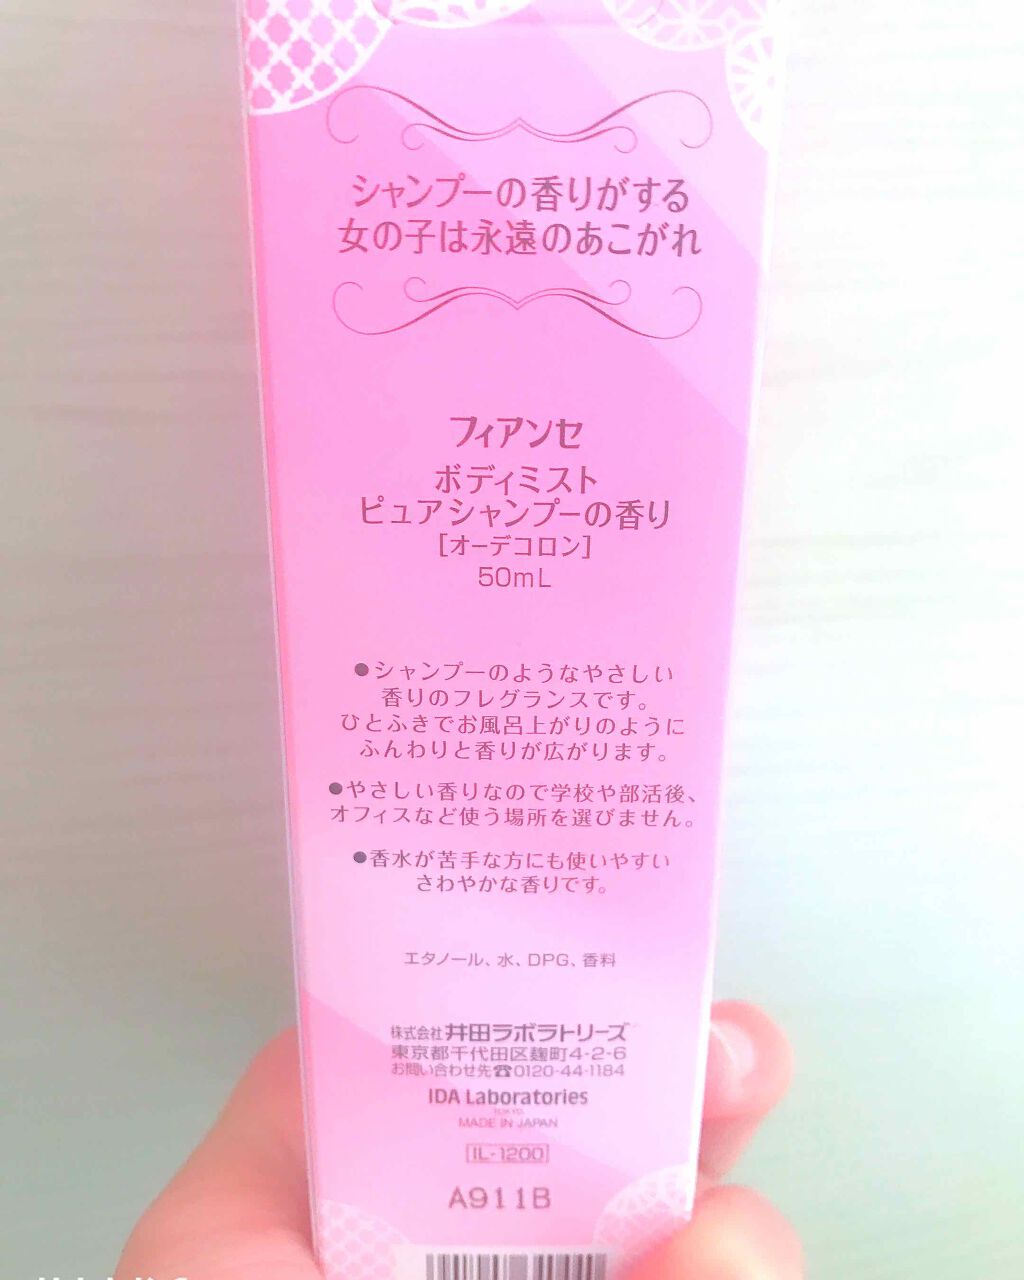 シャンプーの香りがする
女の子は永遠のあこがれ
フィアンセ
ボディミスト
ピュアシャンプーの香り
[オーデコロン]
50mL
●シャンプーのようなやさしい
香りのフレグランスです。
ひとふきでお風呂上がりのように
ふんわりと香りが広がります。
●やさしい香りなので学校や部活後、
オフィスなど使う場所を選びません。
●香水が苦手な方にも使いやすい
さわやかな香りです。
エタノール、水、DPG、香料
株式会社 井田ラボラトリーズ
東京都千代田区麹町4-2-6
お問い合わせ先☎0120-44-1184
IDA Laboratories
TOKYO
MADE IN JAPAN
IL-1200
A911B